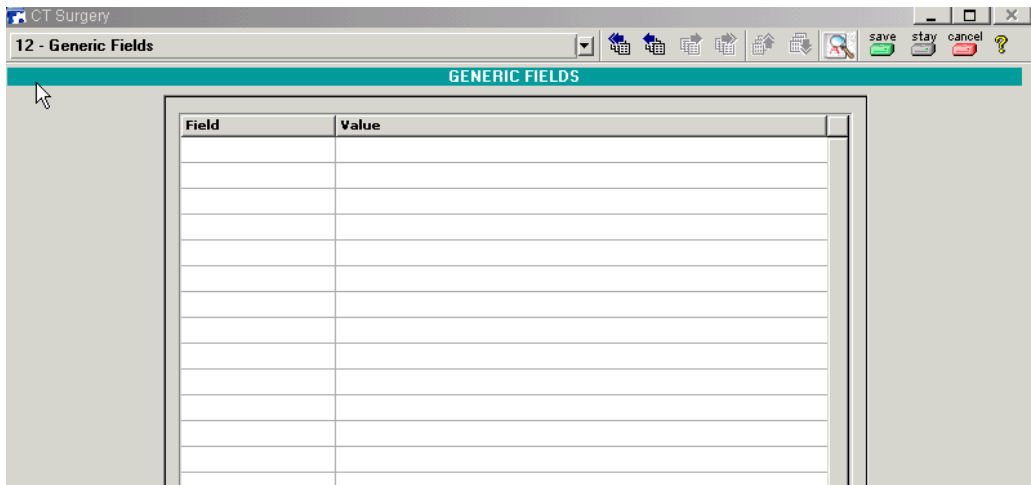 CT Surgery
12 - Generic Fields
save stay cancel ?
GENERIC FIELDS
Field Value